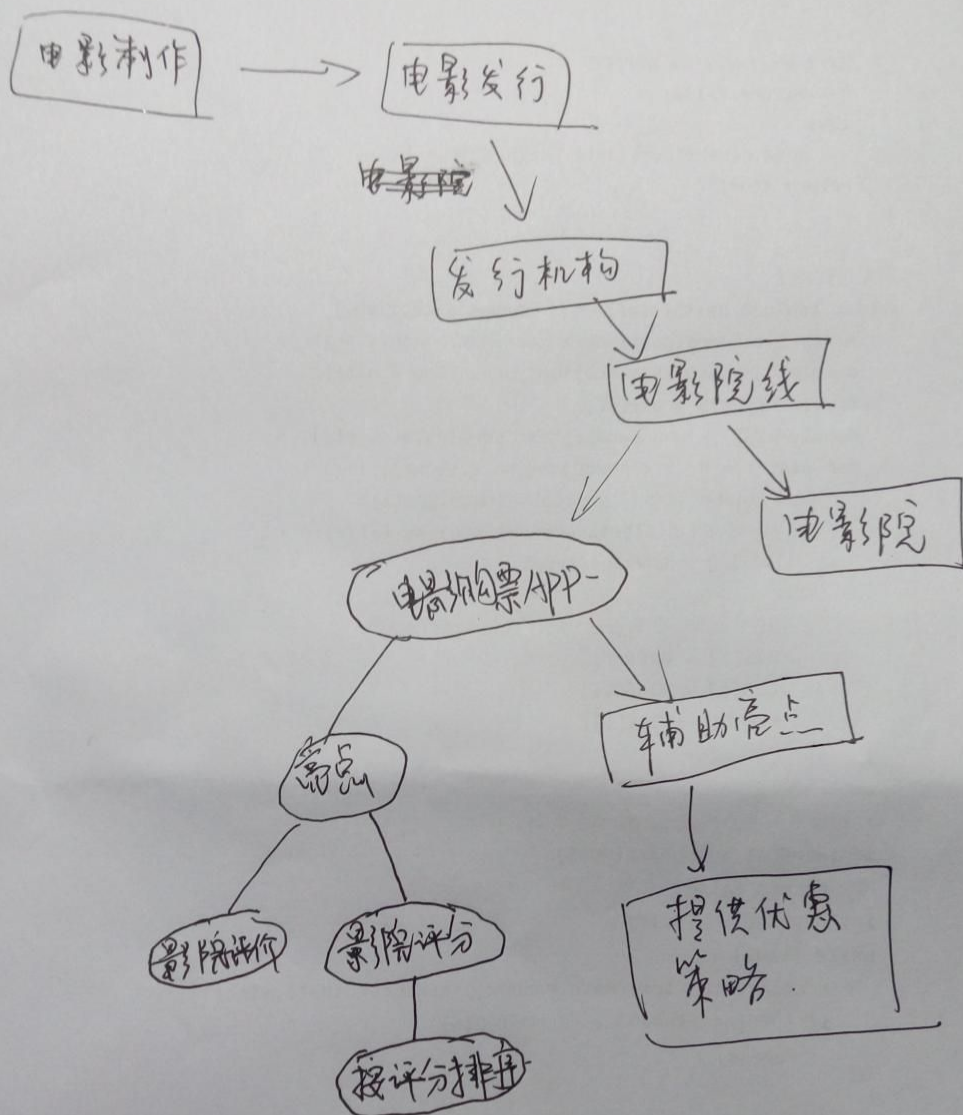 电影制作
电影发行
电影院
发行机构
电影院线
电影院
电影购票APP
辅助亮点
亮点
影院评价
影院评分
提供优惠
策略.
按评分排序